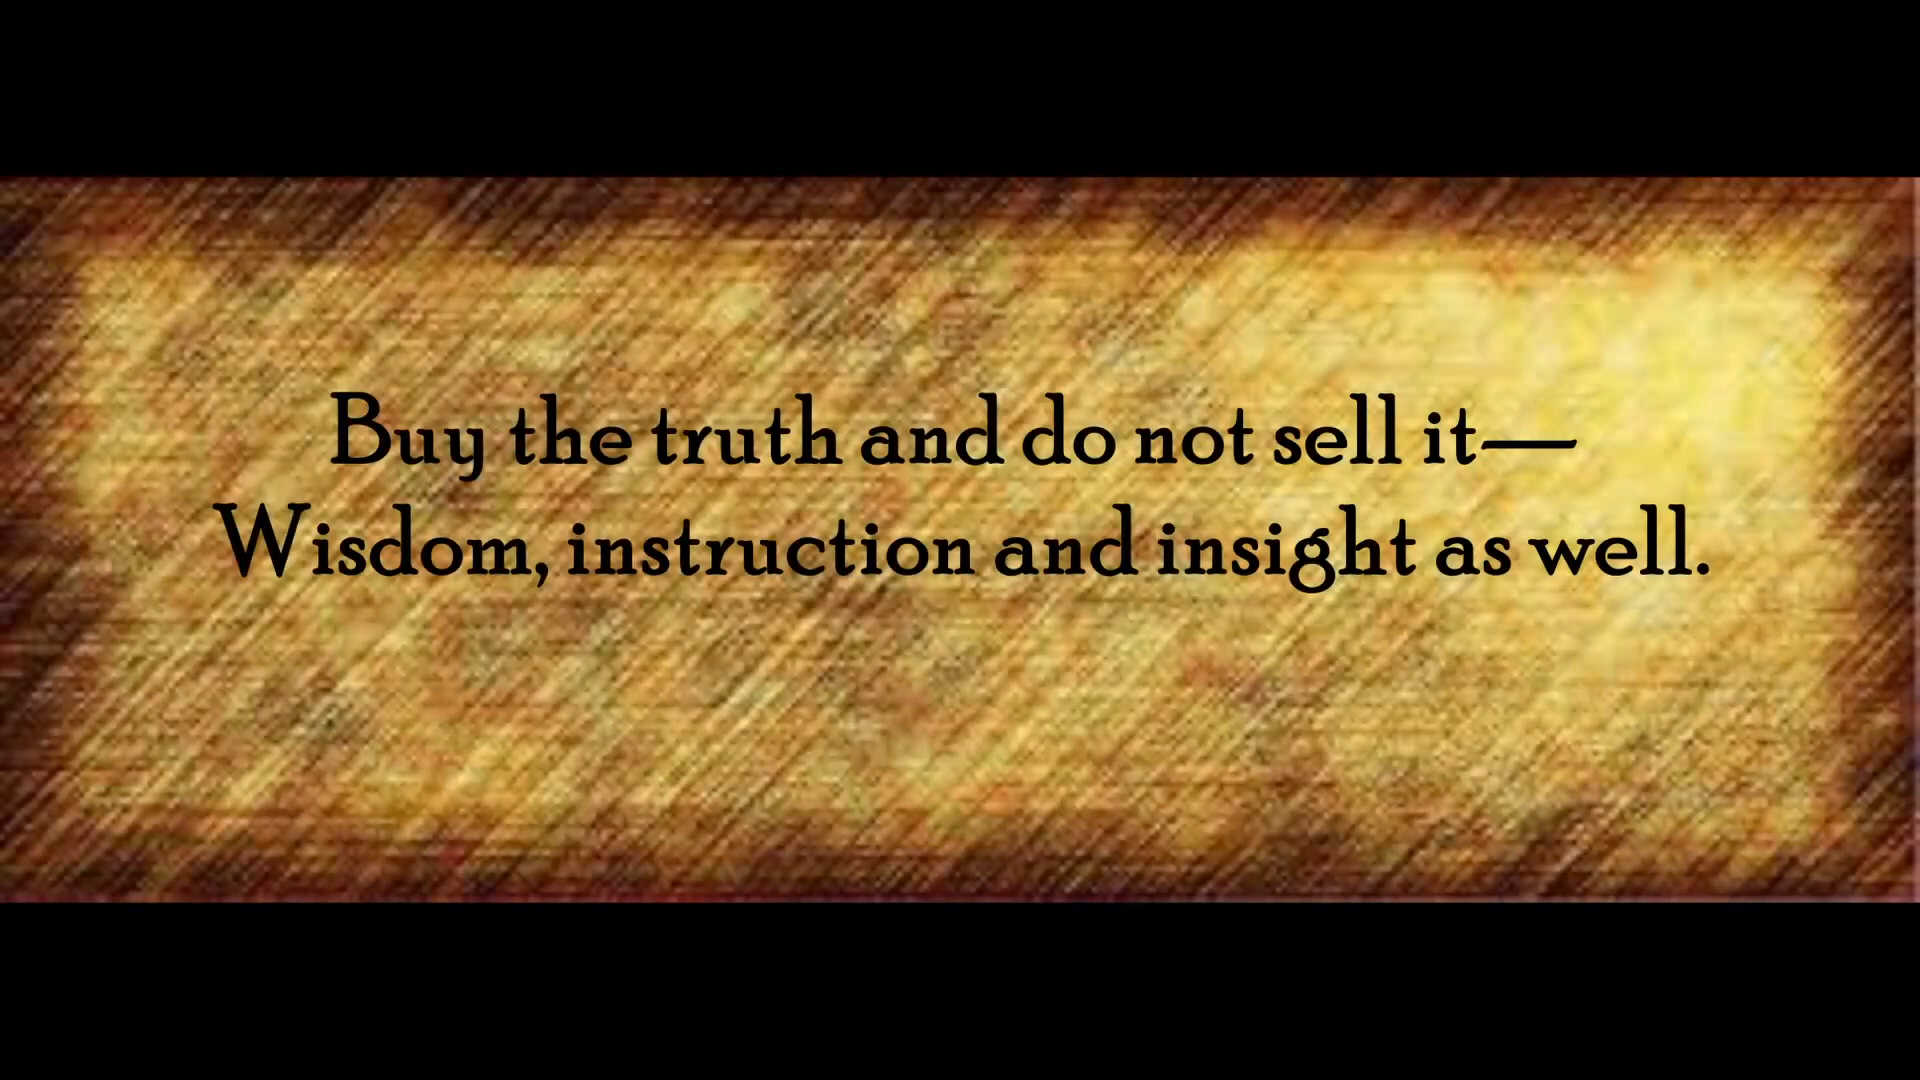 Buy the truth and do not sell it—
Wisdom, instruction and insight as well.